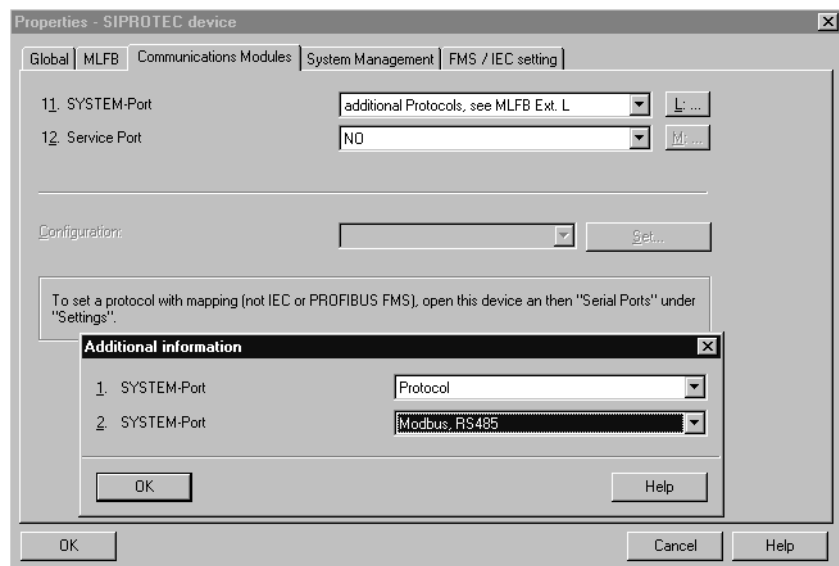 Properties - SIPROTEC device
Global MLFB Communications Modules System Management FMS / IEC setting
11. SYSTEM-Port additional Protocols, see MLFB Ext. L L: ...
12. Service Port NO M: ...
Configuration: Set...
To set a protocol with mapping (not IEC or PROFIBUS FMS), open this device an then "Serial Ports" under
"Settings".
Additional information
1. SYSTEM-Port Protocol
2. SYSTEM-Port Modbus, RS485
OK Help
OK Cancel Help